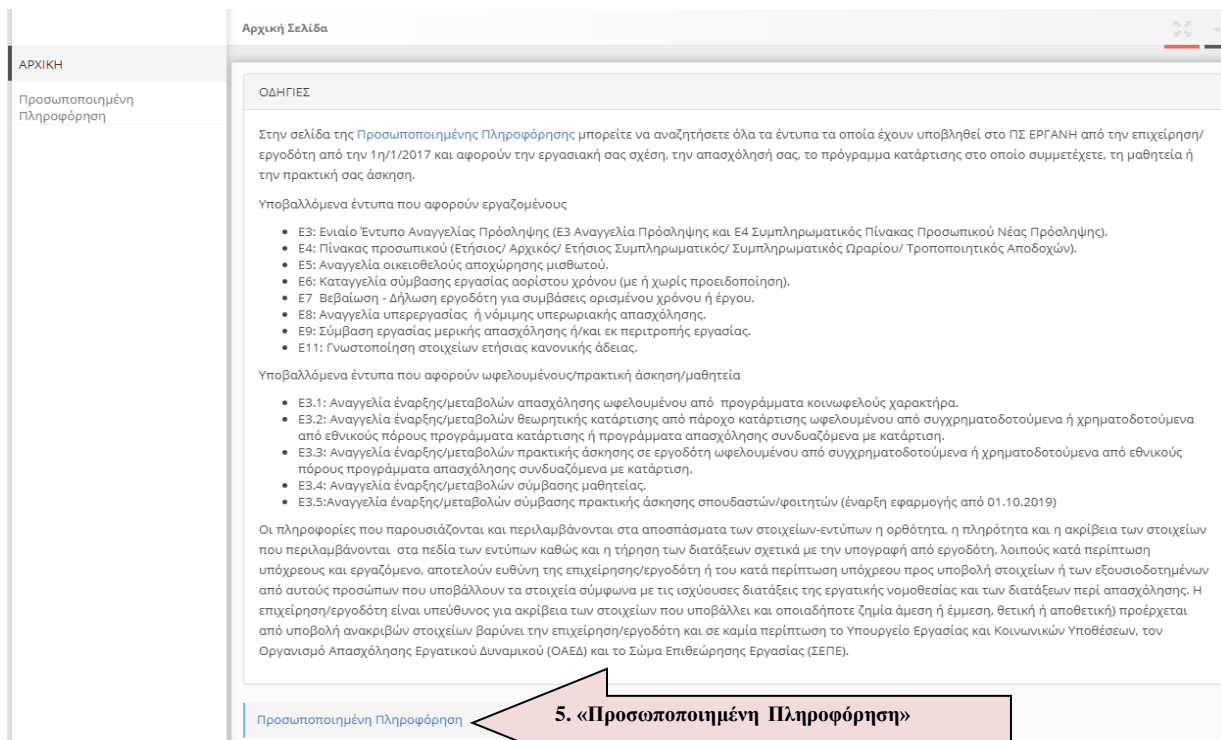 Αρχική Σελίδα
ΑΡΧΙΚΗ
Προσωποποιημένη
Πληροφόρηση
ΟΔΗΓΙΕΣ
Στην σελίδα της Προσωποποιημένης Πληροφόρησης μπορείτε να αναζητήσετε όλα τα έντυπα τα οποία έχουν υποβληθεί στο ΠΣ ΕΡΓΑΝΗ από την επιχείρηση/
εργοδότη από την 1η/1/2017 και αφορούν την εργασιακή σας σχέση, την απασχόλησή σας, το πρόγραμμα κατάρτισης στο οποίο συμμετέχετε, τη μαθητεία ή
την πρακτική σας άσκηση.
Υποβαλλόμενα έντυπα που αφορούν εργαζομένους
• Ε3: Ενιαίο Έντυπο Αναγγελίας Πρόσληψης (Ε3 Αναγγελία Πρόσληψης και Ε4 Συμπληρωματικός Πίνακας Προσωπικού Νέας Πρόσληψης).
• Ε4: Πίνακας προσωπικού (Ετήσιος/ Αρχικός/ Ετήσιος Συμπληρωματικός/ Συμπληρωματικός Ωραρίου/ Τροποποιητικός Αποδοχών).
• Ε5: Αναγγελία οικειοθελούς αποχώρησης μισθωτού.
• Ε6: Καταγγελία σύμβασης εργασίας αορίστου χρόνου (με ή χωρίς προειδοποίηση).
• Ε7 Βεβαίωση - Δήλωση εργοδότη για συμβάσεις ορισμένου χρόνου ή έργου.
• Ε8: Αναγγελία υπερεργασίας ή νόμιμης υπερωριακής απασχόλησης.
• Ε9: Σύμβαση εργασίας μερικής απασχόλησης ή/και εκ περιτροπής εργασίας.
• Ε11: Γνωστοποίηση στοιχείων ετήσιας κανονικής άδειας.
Υποβαλλόμενα έντυπα που αφορούν ωφελουμένους/πρακτική άσκηση/μαθητεία
• Ε3.1: Αναγγελία έναρξης/μεταβολών απασχόλησης ωφελουμένου από προγράμματα κοινωφελούς χαρακτήρα.
• Ε3.2: Αναγγελία έναρξης/μεταβολών θεωρητικής κατάρτισης από πάροχο κατάρτισης ωφελουμένου από συγχρηματοδοτούμενα ή χρηματοδοτούμενα
από εθνικούς πόρους προγράμματα κατάρτισης ή προγράμματα απασχόλησης συνδυαζόμενα με κατάρτιση.
• Ε3.3: Αναγγελία έναρξης/μεταβολών πρακτικής άσκησης σε εργοδότη ωφελουμένου από συγχρηματοδοτούμενα ή χρηματοδοτούμενα από εθνικούς
πόρους προγράμματα απασχόλησης συνδυαζόμενα με κατάρτιση.
• Ε3.4: Αναγγελία έναρξης/μεταβολών σύμβασης μαθητείας.
• Ε3.5:Αναγγελία έναρξης/μεταβολών σύμβασης πρακτικής άσκησης σπουδαστών/φοιτητών (έναρξη εφαρμογής από 01.10.2019)
Οι πληροφορίες που παρουσιάζονται και περιλαμβάνονται στα αποσπάσματα των στοιχείων-εντύπων η ορθότητα, η πληρότητα και η ακρίβεια των στοιχείων
που περιλαμβάνονται στα πεδία των εντύπων καθώς και η τήρηση των διατάξεων σχετικά με την υπογραφή από εργοδότη, λοιπούς κατά περίπτωση
υπόχρεους και εργαζόμενο, αποτελούν ευθύνη της επιχείρησης/εργοδότη ή του κατά περίπτωση υπόχρεου προς υποβολή στοιχείων ή των εξουσιοδοτημένων
από αυτούς προσώπων που υποβάλλουν τα στοιχεία σύμφωνα με τις ισχύουσες διατάξεις της εργατικής νομοθεσίας και των διατάξεων περί απασχόλησης. Η
επιχείρηση/εργοδότη είναι υπεύθυνος για ακρίβεια των στοιχείων που υποβάλλει και οποιαδήποτε ζημία άμεση ή έμμεση, θετική ή αποθετική) προέρχεται
από υποβολή ανακριβών στοιχείων βαρύνει την επιχείρηση/εργοδότη και σε καμία περίπτωση το Υπουργείο Εργασίας και Κοινωνικών Υποθέσεων, τον
Οργανισμό Απασχόλησης Εργατικού Δυναμικού (ΟΑΕΔ) και το Σώμα Επιθεώρησης Εργασίας (ΣΕΠΕ).
Προσωποποιημένη Πληροφόρηση
5. «Προσωποποιημένη Πληροφόρηση»